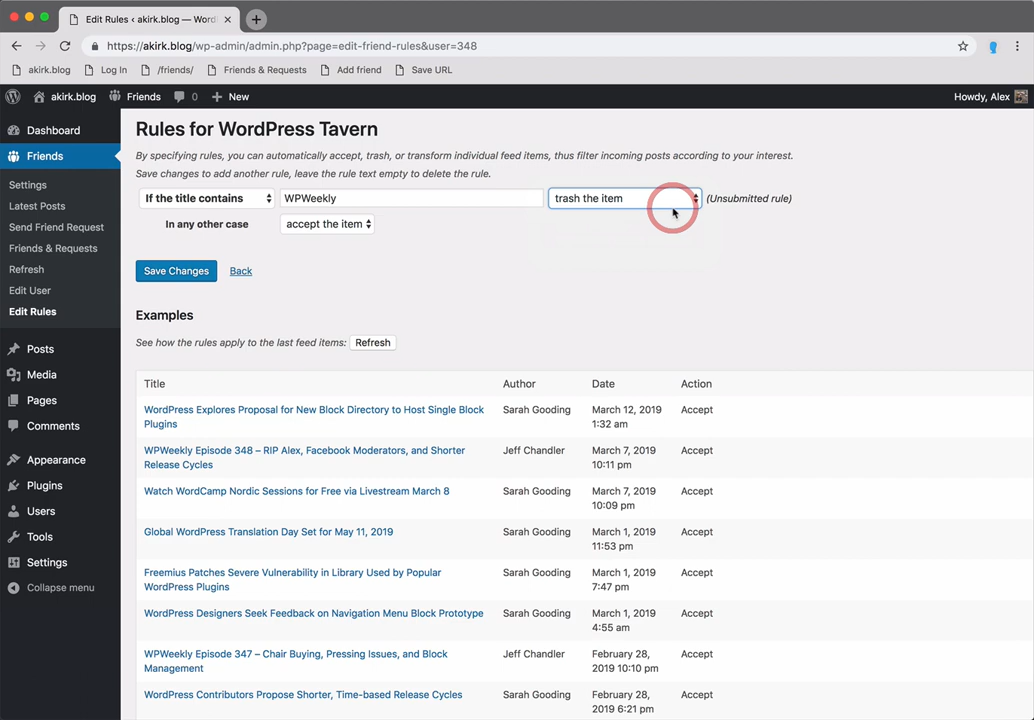 Edit Rules ‹ akirk.blog — Word
https://akirk.blog/wp-admin/admin.php?page=edit-friend-rules&user=348
akirk.blog Log In /friends/ Friends & Requests Add friend Save URL
akirk.blog Friends 0 New Howdy, Alex
Dashboard
Friends
Settings
Latest Posts
Send Friend Request
Friends & Requests
Refresh
Edit User
Edit Rules
Posts
Media
Pages
Comments
Appearance
Plugins
Users
Tools
Settings
Collapse menu
Rules for WordPress Tavern
By specifying rules, you can automatically accept, trash, or transform individual feed items, thus filter incoming posts according to your interest.
Save changes to add another rule, leave the rule text empty to delete the rule.
If the title contains WPWeekly trash the item (Unsubmitted rule)
In any other case accept the item
Save Changes Back
Examples
See how the rules apply to the last feed items: Refresh
Title Author Date Action
WordPress Explores Proposal for New Block Directory to Host Single Block Sarah Gooding March 12, 2019 Accept
Plugins 1:32 am
WPWeekly Episode 348 – RIP Alex, Facebook Moderators, and Shorter Jeff Chandler March 7, 2019 Accept
Release Cycles 10:11 pm
Watch WordCamp Nordic Sessions for Free via Livestream March 8 Sarah Gooding March 7, 2019 Accept
10:09 pm
Global WordPress Translation Day Set for May 11, 2019 Sarah Gooding March 1, 2019 Accept
11:53 pm
Freemius Patches Severe Vulnerability in Library Used by Popular Sarah Gooding March 1, 2019 Accept
WordPress Plugins 7:47 pm
WordPress Designers Seek Feedback on Navigation Menu Block Prototype Sarah Gooding March 1, 2019 Accept
4:55 am
WPWeekly Episode 347 – Chair Buying, Pressing Issues, and Block Jeff Chandler February 28, Accept
Management 2019 10:10 pm
WordPress Contributors Propose Shorter, Time-based Release Cycles Sarah Gooding February 28, Accept
2019 6:21 pm